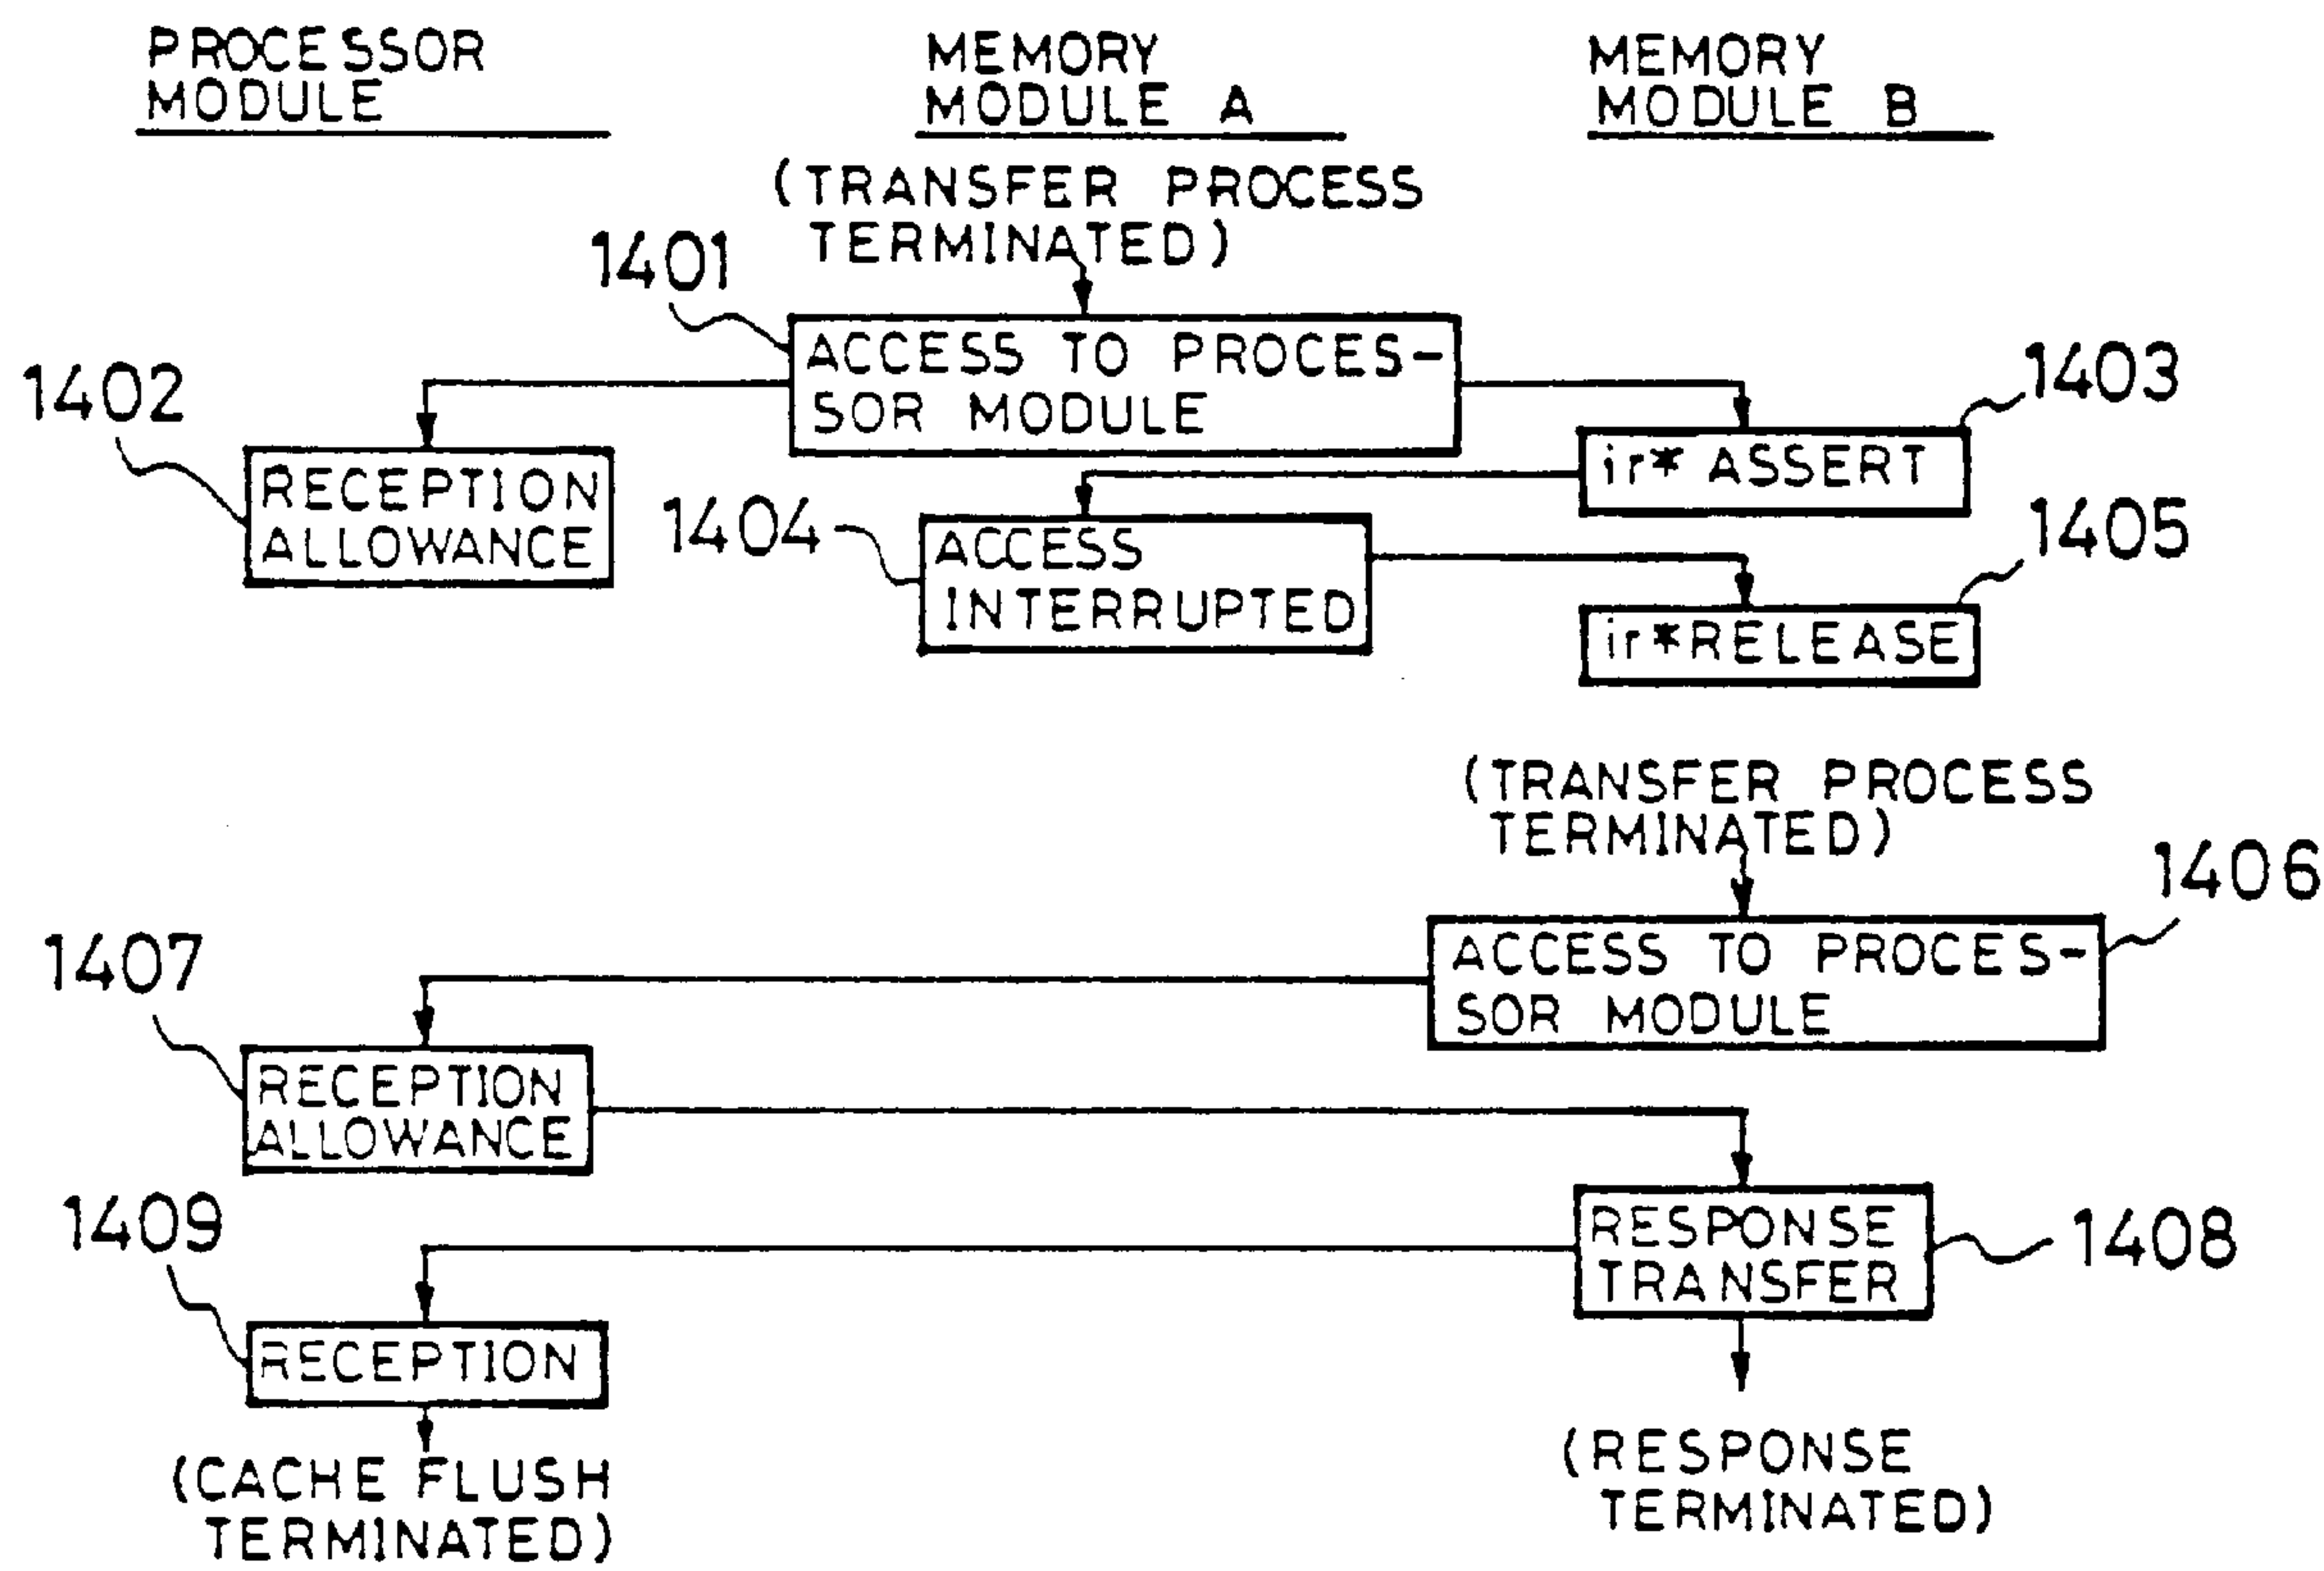 PROCESSOR
MODULE
MEMORY
MODULE A
MEMORY
MODULE B
(TRANSFER PROCESS
TERMINATED)
1401
ACCESS TO PROCES-
SOR MODULE
1402
RECEPTION
ALLOWANCE
1403
ir* ASSERT
1404
ACCESS
INTERRUPTED
1405
ir*RELEASE
(TRANSFER PROCESS
TERMINATED)
1406
ACCESS TO PROCES-
SOR MODULE
1407
RECEPTION
ALLOWANCE
1408
RESPONSE
TRANSFER
1409
RECEPTION
(CACHE FLUSH
TERMINATED)
(RESPONSE
TERMINATED)